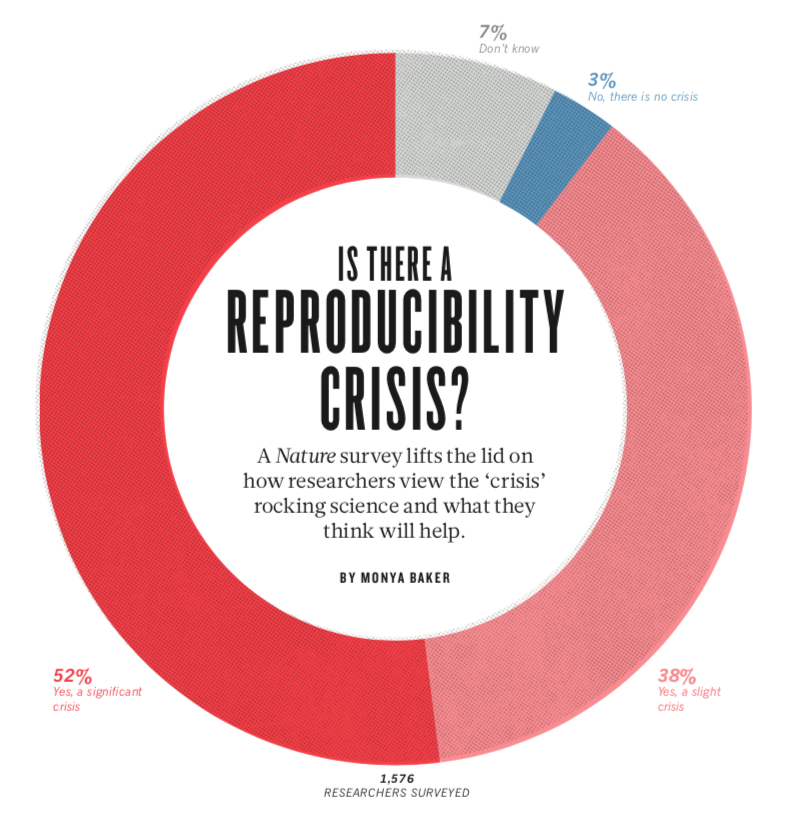 7%
Don't know
3%
No, there is no crisis
IS THERE A
REPRODUCIBILITY
CRISIS?
A Nature survey lifts the lid on
how researchers view the ‘crisis’
rocking science and what they
think will help.
BY MONYA BAKER
52%
Yes, a significant
crisis
38%
Yes, a slight
crisis
1,576
RESEARCHERS SURVEYED